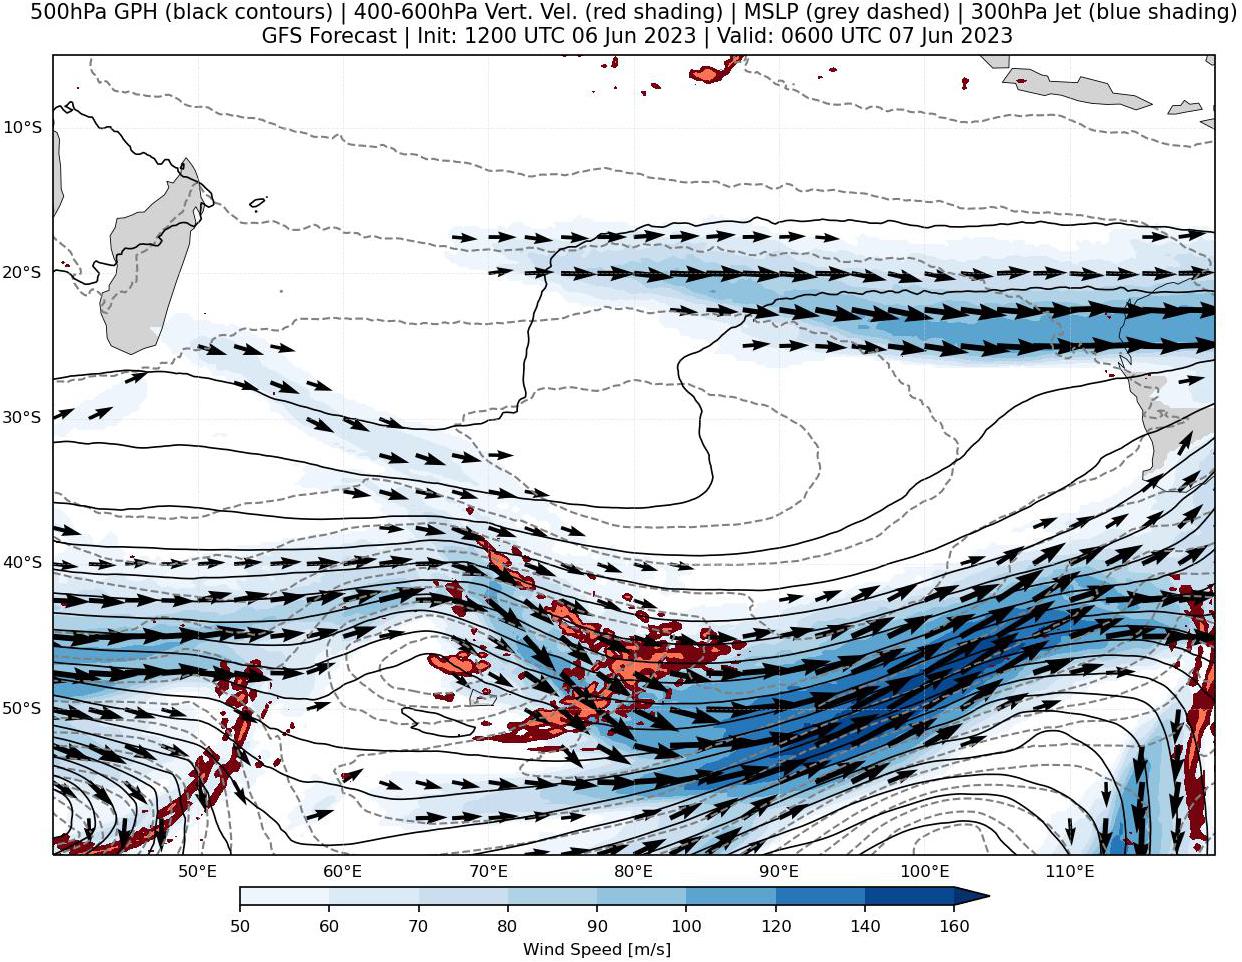 500hPa GPH (black contours) | 400-600hPa Vert. Vel. (red shading) | MSLP (grey dashed) | 300hPa Jet (blue shading)
GFS Forecast | Init: 1200 UTC 06 Jun 2023 | Valid: 0600 UTC 07 Jun 2023
10°S
20°S
30°S
40°S
50°S
50°E 60°E 70°E 80°E 90°E 100°E 110°E
50 60 70 80 90 100 120 140 160
Wind Speed [m/s]